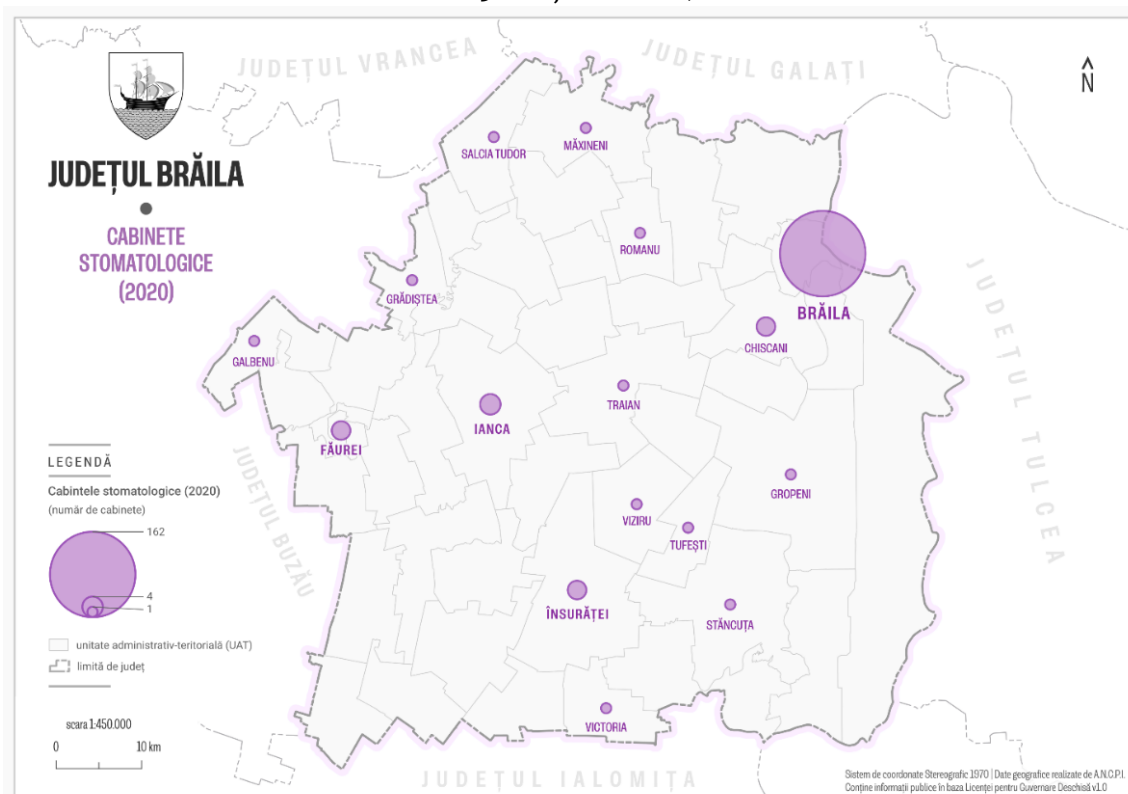 JUDEȚUL VRANCEA
JUDEȚUL GALAȚI
N
JUDEȚUL BRĂILA
CABINETE
STOMATOLOGICE
(2020)
SALCIA TUDOR
MĂXINENI
ROMANU
GRĂDIȘTEA
BRĂILA
CHISCANI
GALBENU
TRAIAN
IANCA
FĂUREI
JUDEȚUL TULCEA
GROPENI
JUDEȚUL BUZĂU
VIZIRU
TUFEȘTI
ÎNSURĂȚEI
STĂNCUȚA
VICTORIA
LEGENDĂ
Cabintele stomatologice (2020)
(număr de cabinete)
162
4
1
unitate administrativ-teritorială (UAT)
limită de județ
scara 1:450.000
0 10 km
JUDEȚUL IALOMIȚA
Sistem de coordonate Stereografic 1970 | Date geografice realizate de A.N.C.P.I.
Conține informații publice în baza Licenței pentru Guvernare Deschisă v1.0